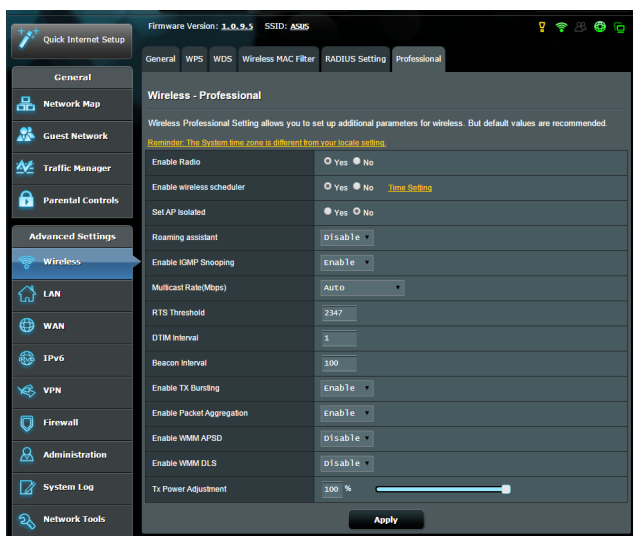 Firmware Version: 1.0.9.5 SSID: ASUS
Quick Internet Setup
General
Network Map
Guest Network
Traffic Manager
Parental Controls
Advanced Settings
Wireless
LAN
WAN
IPv6
VPN
Firewall
Administration
System Log
Network Tools
General WPS WDS Wireless MAC Filter RADIUS Setting Professional
Wireless - Professional
Wireless Professional Setting allows you to set up additional parameters for wireless. But default values are recommended.
Reminder: The System time zone is different from your locale setting.
Enable Radio Yes No
Enable wireless scheduler Yes No Time Setting
Set AP Isolated Yes No
Roaming assistant Disable
Enable IGMP Snooping Enable
Multicast Rate(Mbps) Auto
RTS Threshold 2347
DTIM Interval 1
Beacon Interval 100
Enable TX Bursting Enable
Enable Packet Aggregation Enable
Enable WMM APSD Disable
Enable WMM DLS Disable
Tx Power Adjustment 100 %
Apply